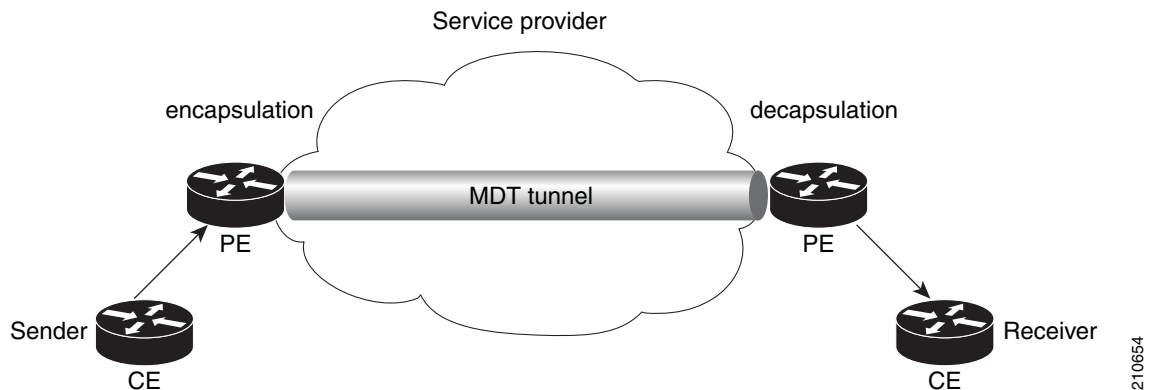 Service provider
encapsulation
decapsulation
MDT tunnel
PE
PE
Sender
Receiver
CE
CE
210654